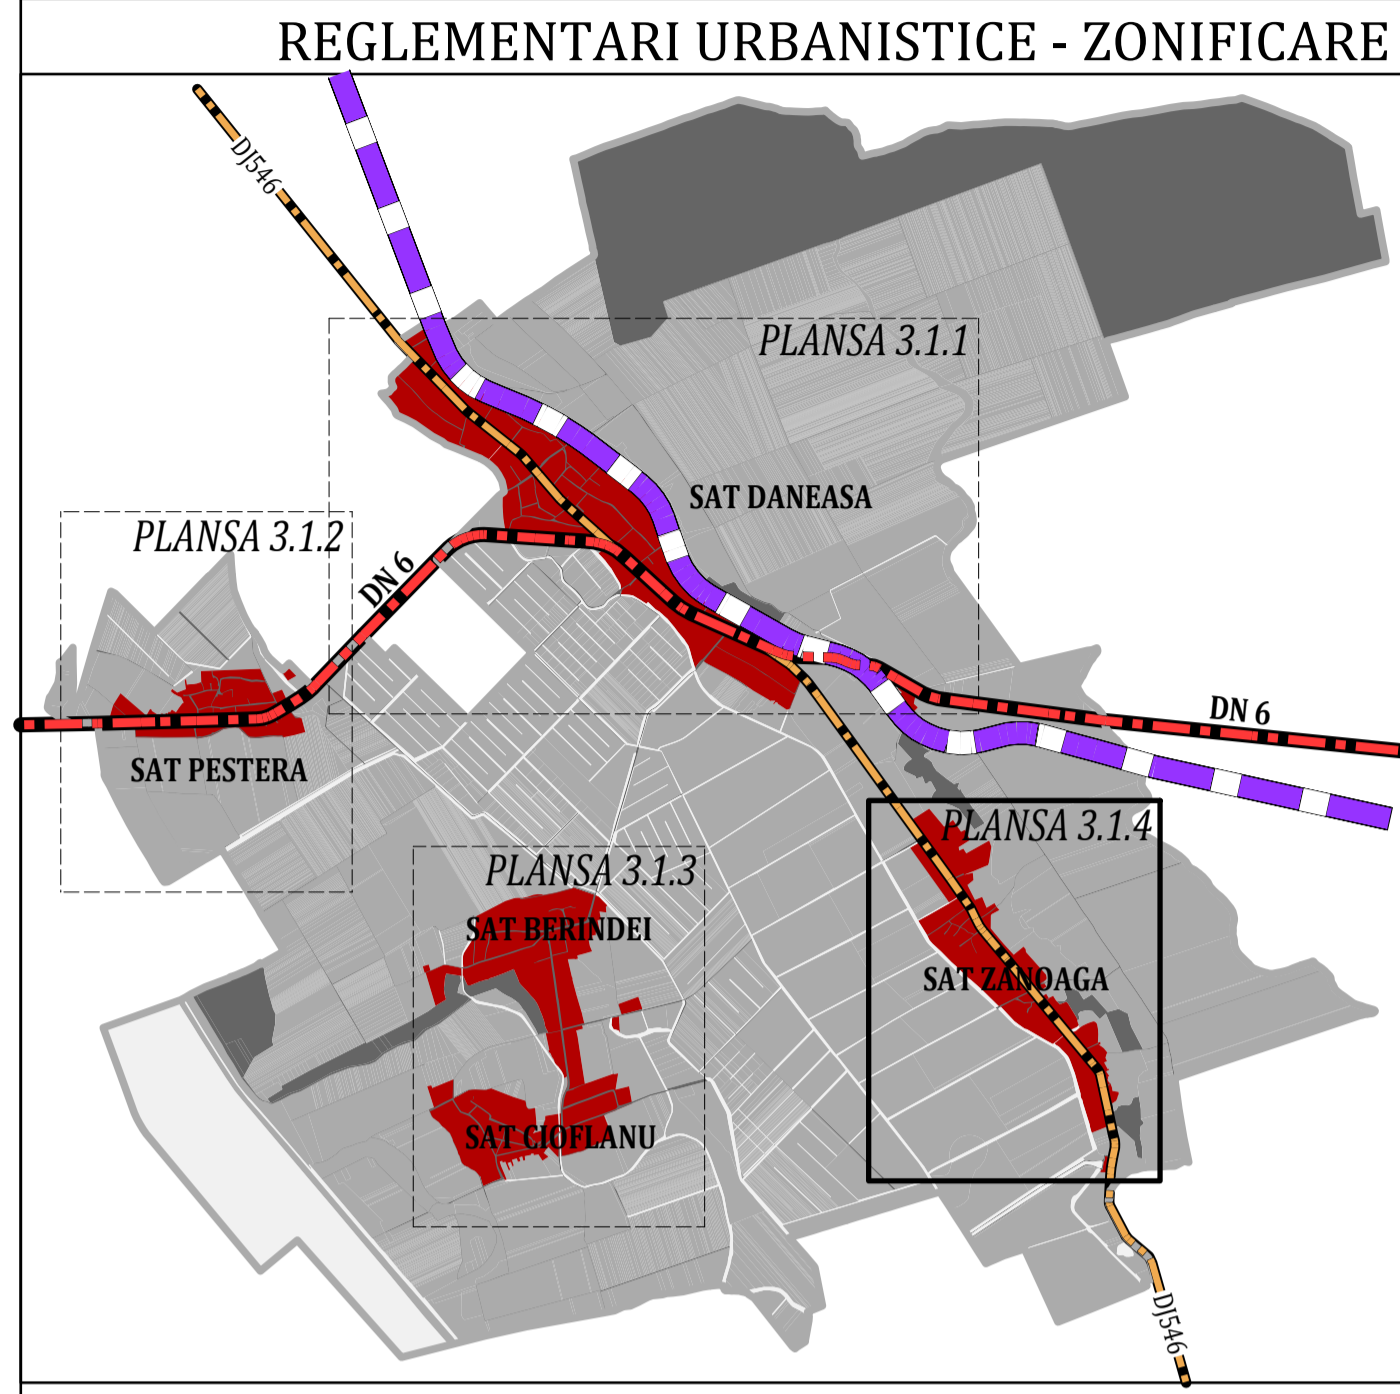 REGLEMENTARI URBANISTICE - ZONIFICARE
DJ546
PLANSA 3.1.1
SAT DANEASA
PLANSA 3.1.2
DN 6
DN 6
SAT PESTERA
PLANSA 3.1.4
PLANSA 3.1.3
SAT BERINDEI
SAT ZANOAGA
SAT CIOFLANU
DJ546